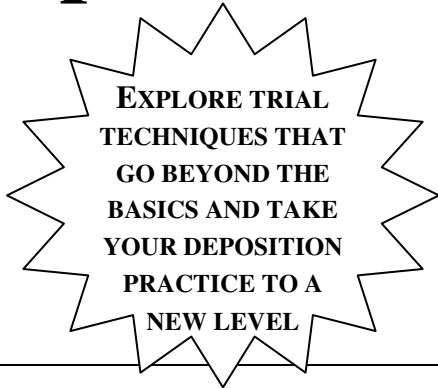 EXPLORE TRIAL
TECHNIQUES THAT
GO BEYOND THE
BASICS AND TAKE
YOUR DEPOSITION
PRACTICE TO A
NEW LEVEL